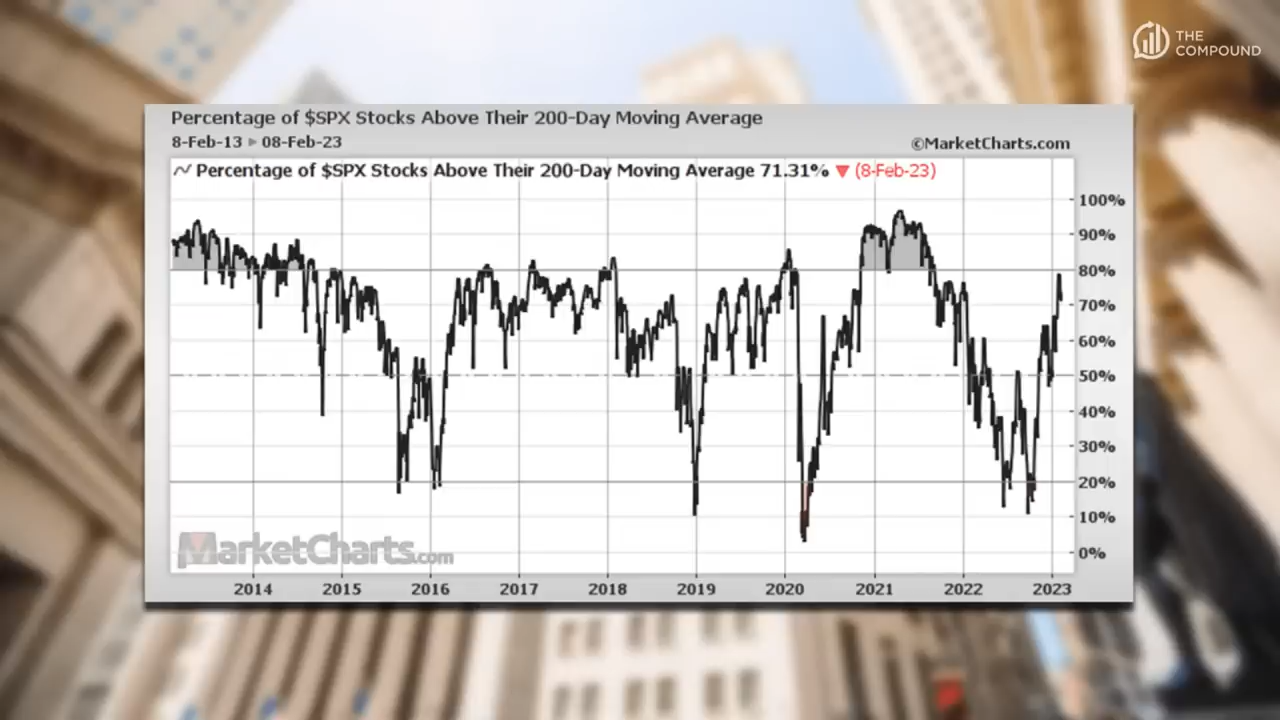 THE
COMPOUND
Percentage of $SPX Stocks Above Their 200-Day Moving Average
8-Feb-13 ▶ 08-Feb-23
©MarketCharts.com
Percentage of $SPX Stocks Above Their 200-Day Moving Average 71.31% ▼ (8-Feb-23)
100%
90%
80%
70%
60%
50%
40%
30%
20%
10%
0%
MarketCharts.com
2014 2015 2016 2017 2018 2019 2020 2021 2022 2023